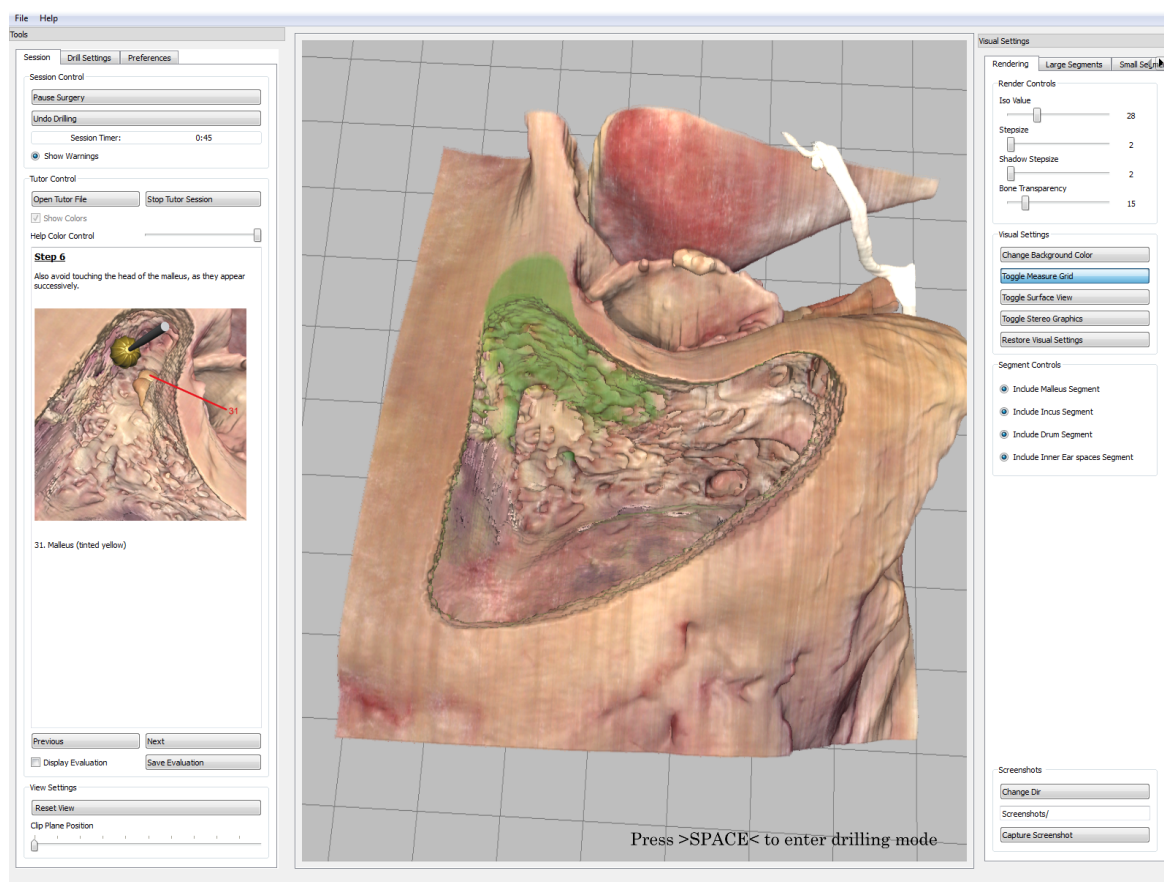 File Help
Tools
Session Drill Settings Preferences
Session Control
Pause Surgery
Undo Drilling
Session Timer: 0:45
Show Warnings
Tutor Control
Open Tutor File Stop Tutor Session
Show Colors
Help Color Control
Step 6
Also avoid touching the head of the malleus, as they appear
successively.
31
31. Malleus (tinted yellow)
Previous Next
Display Evaluation Save Evaluation
View Settings
Reset View
Clip Plane Position
Press >SPACE< to enter drilling mode
Visual Settings
Rendering Large Segments Small
Render Controls
Iso Value
28
Stepsize
2
Shadow Stepsize
2
Bone Transparency
15
Visual Settings
Change Background Color
Toggle Measure Grid
Toggle Surface View
Toggle Stereo Graphics
Restore Visual Settings
Segment Controls
Include Malleus Segment
Include Incus Segment
Include Drum Segment
Include Inner Ear spaces Segment
Screenshots
Change Dir
Screenshots/
Capture Screenshot